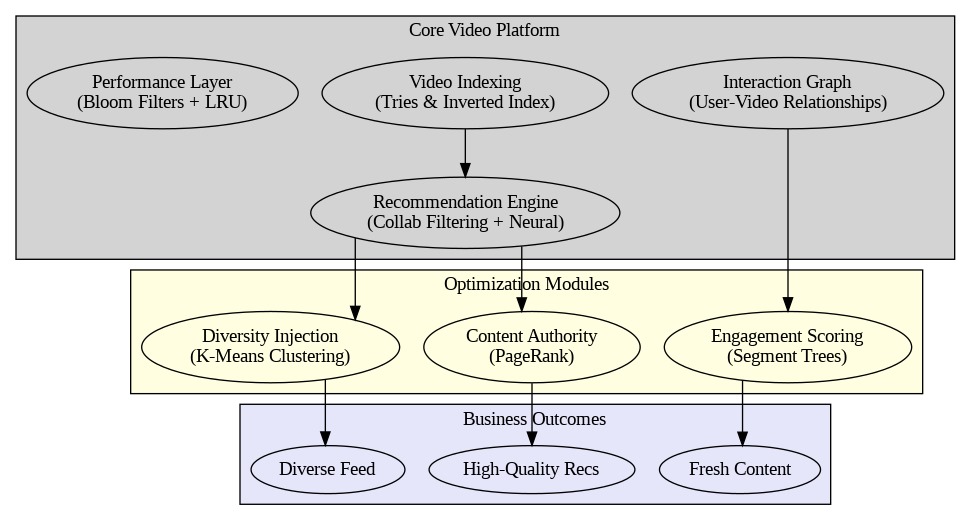 Core Video Platform
Performance Layer
(Bloom Filters + LRU)
Video Indexing
(Tries & Inverted Index)
Interaction Graph
(User-Video Relationships)
Recommendation Engine
(Collab Filtering + Neural)
Optimization Modules
Diversity Injection
(K-Means Clustering)
Content Authority
(PageRank)
Engagement Scoring
(Segment Trees)
Business Outcomes
Diverse Feed
High-Quality Recs
Fresh Content